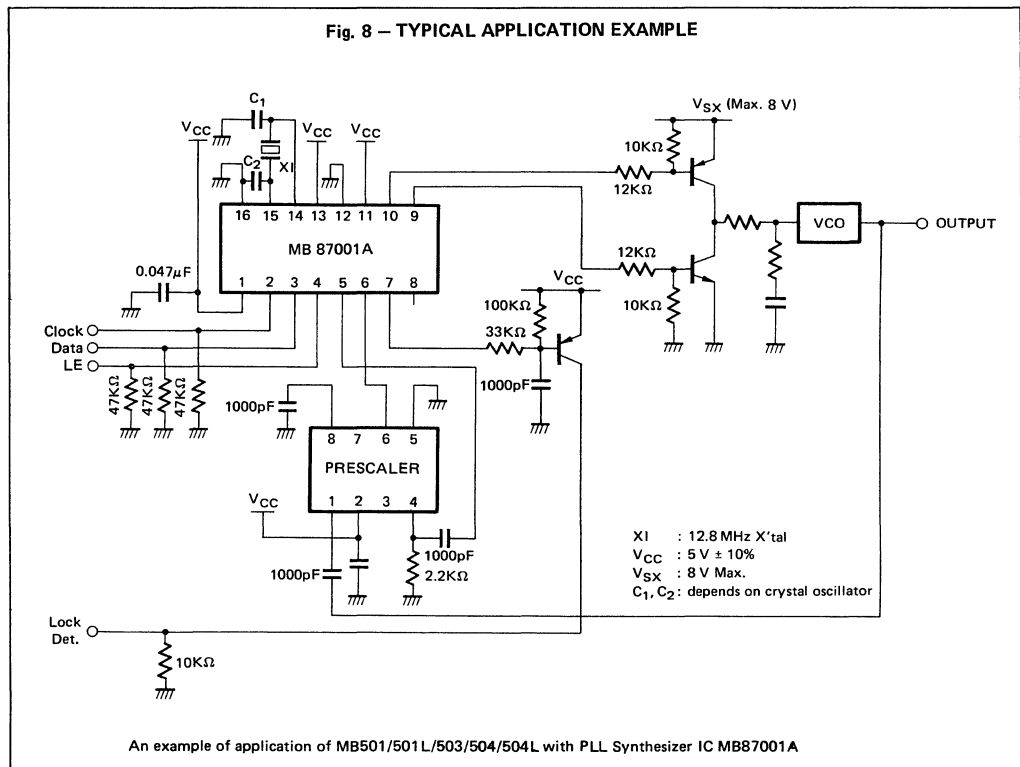 Fig. 8 — TYPICAL APPLICATION EXAMPLE
C1
VCC
VCC
VCC
C2
XI
VSX (Max. 8 V)
10KΩ
12KΩ
16 15 14 13 12 11 10 9
MB 87001A
1 2 3 4 5 6 7 8
VCO
OUTPUT
0.047μF
12KΩ
10KΩ
VCC
100KΩ
33KΩ
1000pF
Clock
Data
LE
47KΩ
47KΩ
47KΩ
1000pF
8 7 6 5
PRESCALER
1 2 3 4
VCC
1000pF
1000pF
2.2KΩ
XI : 12.8 MHz X'tal
VCC : 5 V ± 10%
VSX : 8 V Max.
C1, C2 : depends on crystal oscillator
Lock
Det.
10KΩ
An example of application of MB501/501L/503/504/504L with PLL Synthesizer IC MB87001A